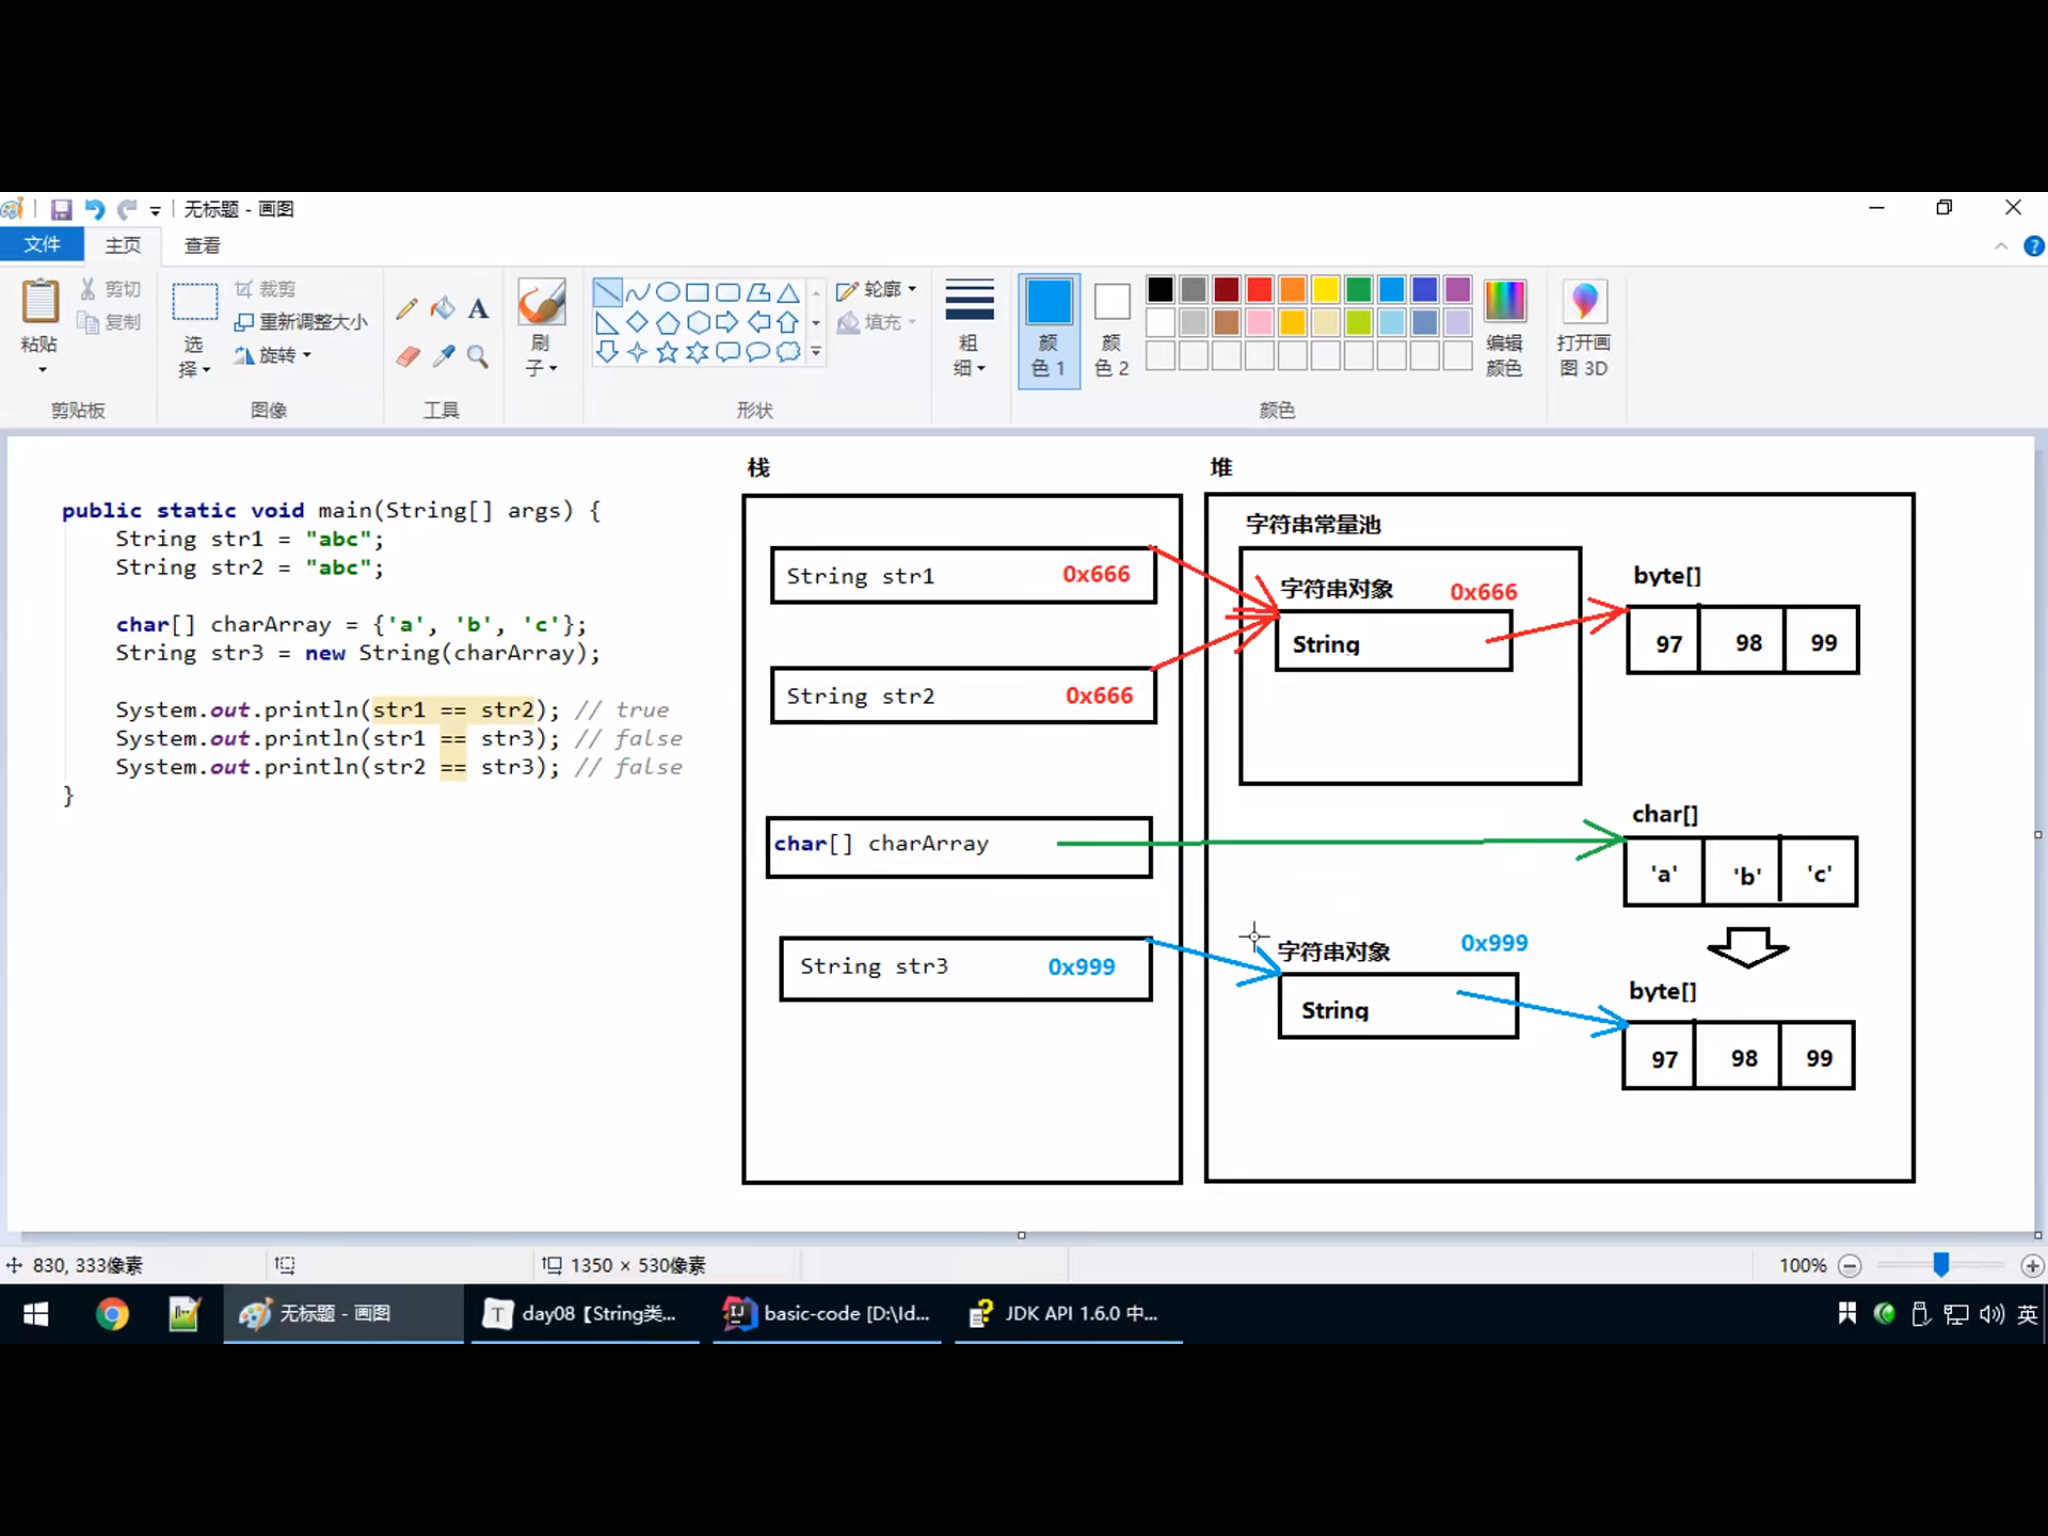 无标题 - 画图
文件 主页 查看
粘贴
剪切
复制
剪贴板
选择
裁剪
重新调整大小
旋转
图像
A
工具
刷子
形状
轮廓
填充
粗细
颜色 1
颜色 2
颜色
编辑颜色
打开画图 3D
public static void main(String[] args) {
String str1 = "abc";
String str2 = "abc";
char[] charArray = {'a', 'b', 'c'};
String str3 = new String(charArray);
System.out.println(str1 == str2); // true
System.out.println(str1 == str3); // false
System.out.println(str2 == str3); // false
}
栈
String str1 0x666
String str2 0x666
char[] charArray
String str3 0x999
堆
字符串常量池
字符串对象 0x666
String
byte[]
97 98 99
char[]
'a' 'b' 'c'
字符串对象 0x999
String
byte[]
97 98 99
830, 333像素
1350 × 530像素
100%
无标题 - 画图
day08【String类...
basic-code [D:\Id...
JDK API 1.6.0 中...
英